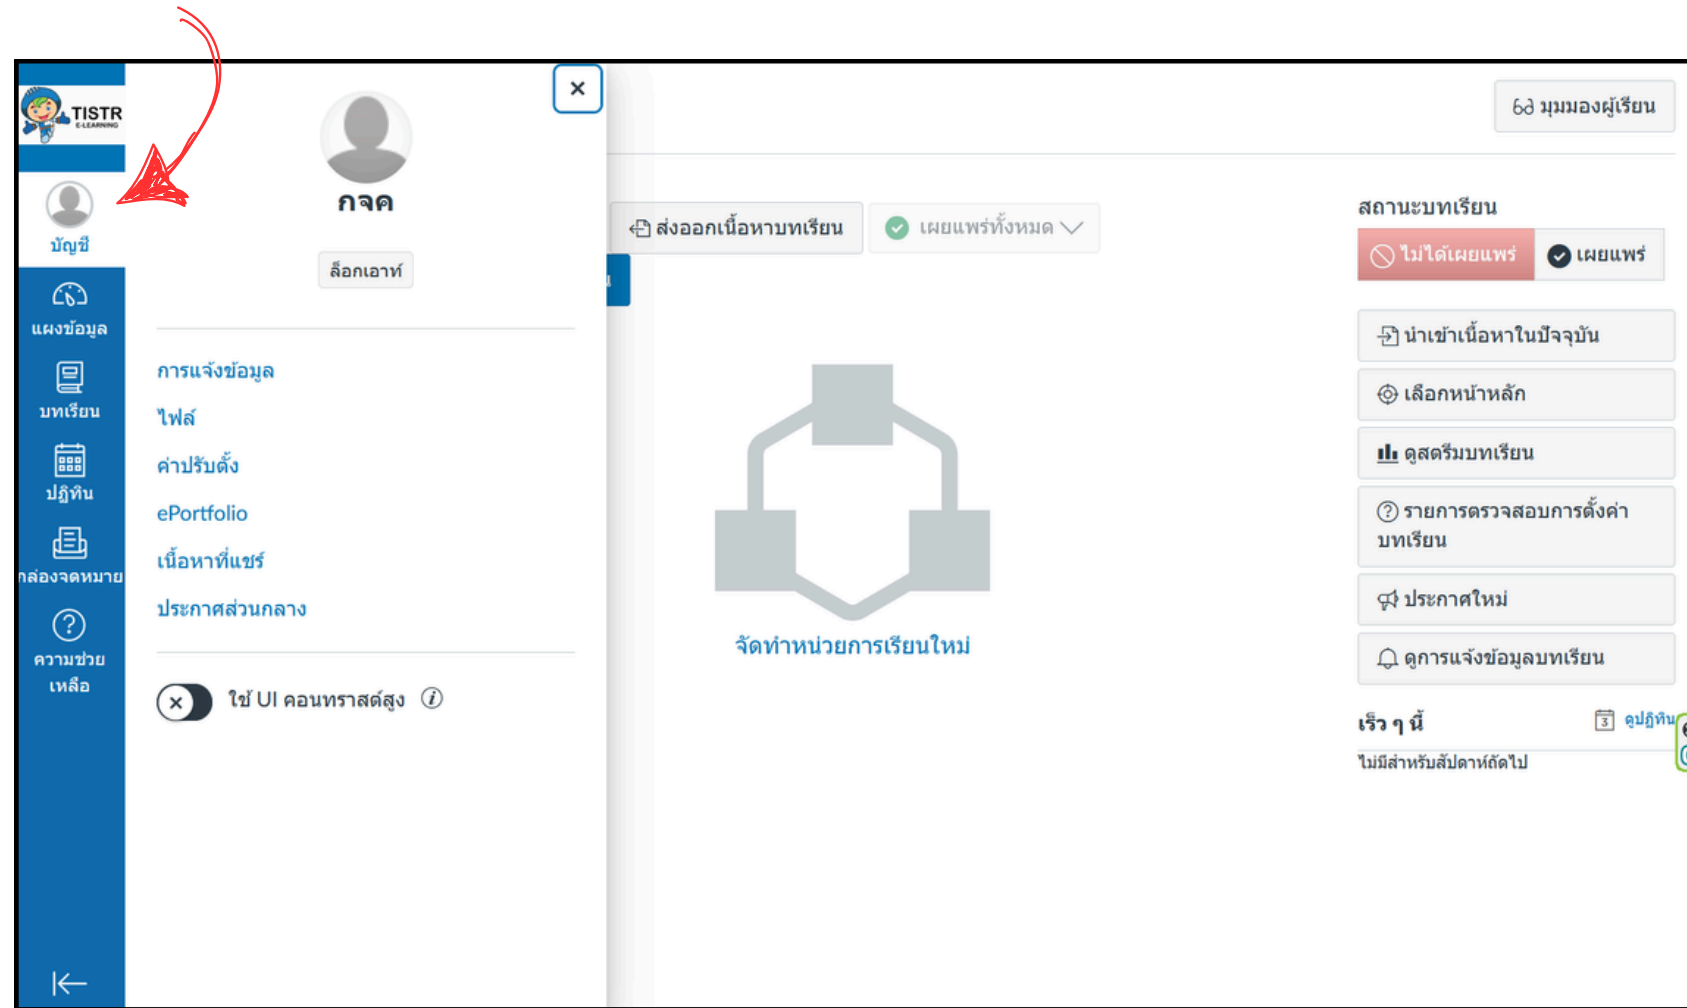 TISTR
E-LEARNING
บัญชี
แผงข้อมูล
บทเรียน
ปฏิทิน
กล่องจดหมาย
ความช่วย
เหลือ
กจค
ล็อกเอาท์
การแจ้งข้อมูล
ไฟล์
ค่าปรับตั้ง
ePortfolio
เนื้อหาที่แชร์
ประกาศส่วนกลาง
ใช้ UI คอนทราสต์สูง
มุมมองผู้เรียน
ส่งออกเนื้อหาบทเรียน
เผยแพร่ทั้งหมด
จัดทำหน่วยการเรียนใหม่
สถานะบทเรียน
ไม่ได้เผยแพร่ เผยแพร่
นำเข้าเนื้อหาในปัจจุบัน
เลือกหน้าหลัก
ดูสตรีมบทเรียน
รายการตรวจสอบการตั้งค่า
บทเรียน
ประกาศใหม่
ดูการแจ้งข้อมูลบทเรียน
เร็ว ๆ นี้ 3 ดูปฏิทิน
ไม่มีสำหรับสัปดาห์ถัดไป